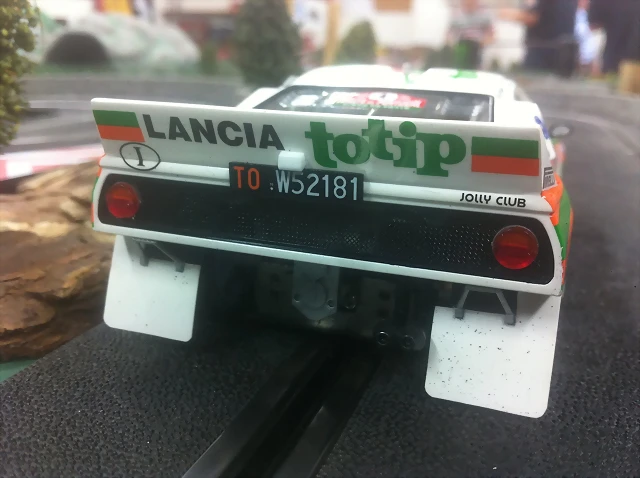 LANCIA totip
I
TO W52181
JOLLY CLUB